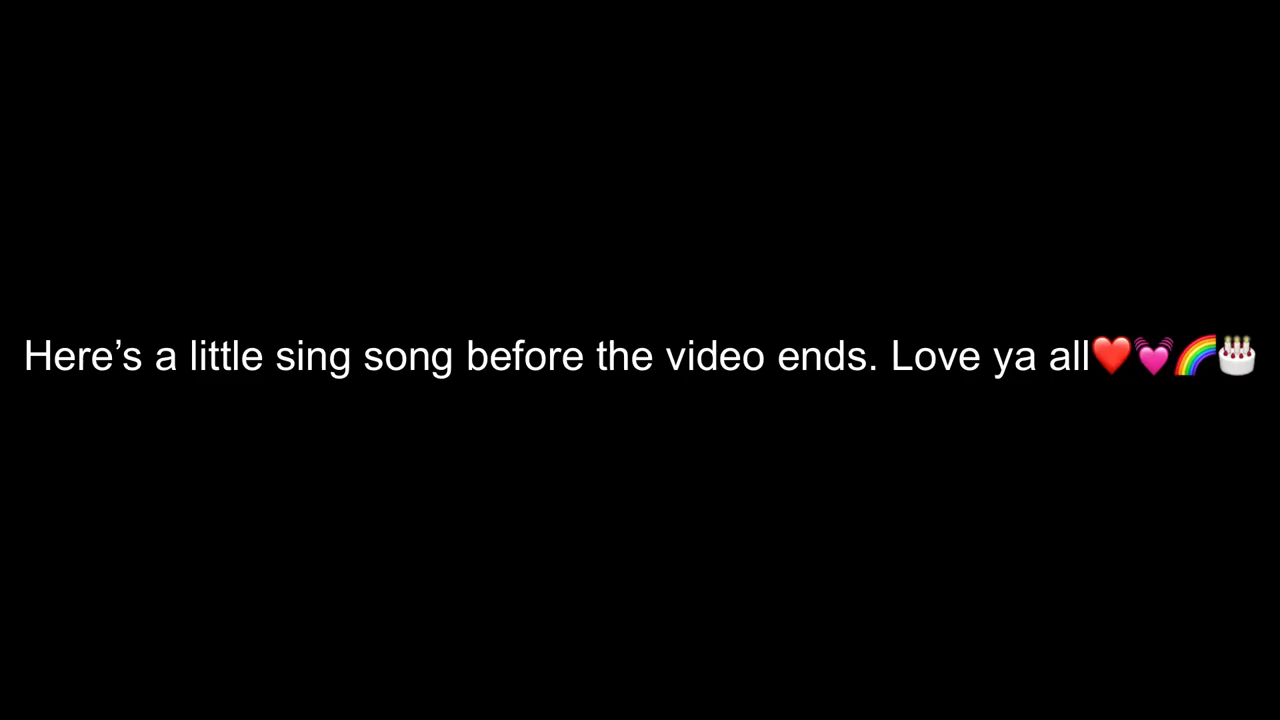 Here’s a little sing song before the video ends. Love ya all❤️💓🌈🎂